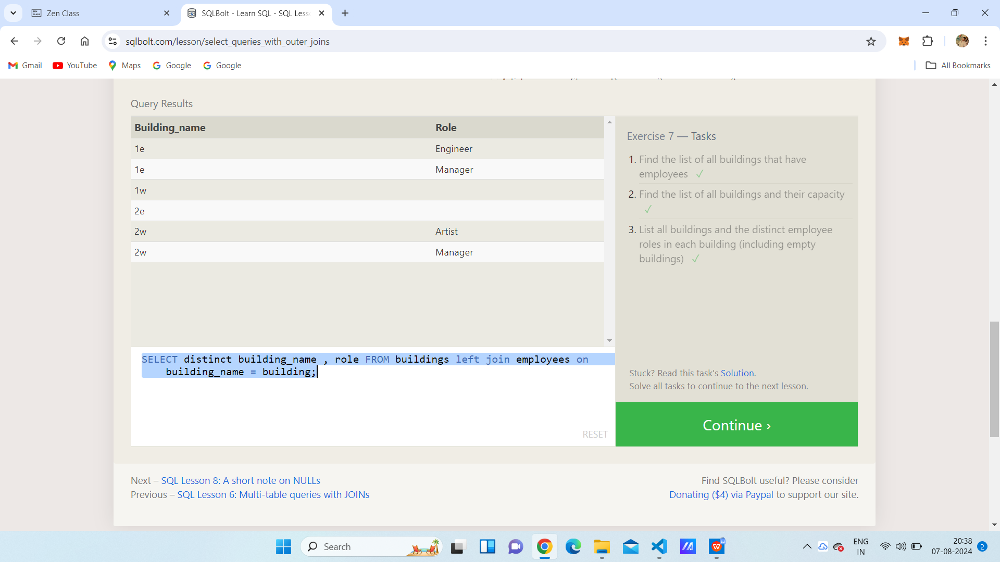 Zen Class
SQLBolt - Learn SQL - SQL Less
sqlbolt.com/lesson/select_queries_with_outer_joins
Gmail YouTube Maps Google Google All Bookmarks
Query Results
Building_name Role
1e Engineer
1e Manager
1w
2e
2w Artist
2w Manager
SELECT distinct building_name , role FROM buildings left join employees on
building_name = building;
RESET
Exercise 7 — Tasks
1. Find the list of all buildings that have
employees ✓
2. Find the list of all buildings and their capacity
✓
3. List all buildings and the distinct employee
roles in each building (including empty
buildings) ✓
Stuck? Read this task's Solution.
Solve all tasks to continue to the next lesson.
Continue ›
Next – SQL Lesson 8: A short note on NULLs
Previous – SQL Lesson 6: Multi-table queries with JOINs
Find SQLBolt useful? Please consider
Donating ($4) via Paypal to support our site.
Search
ENG
IN
20:38
07-08-2024
2